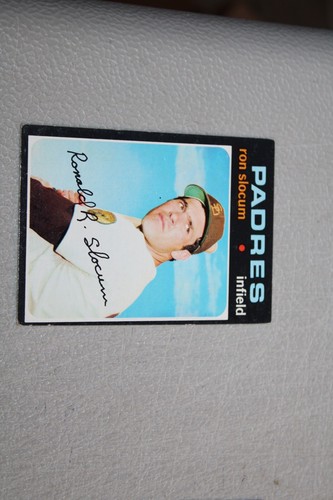 PADRES
ron slocum • infield
Ronald R. Slocum